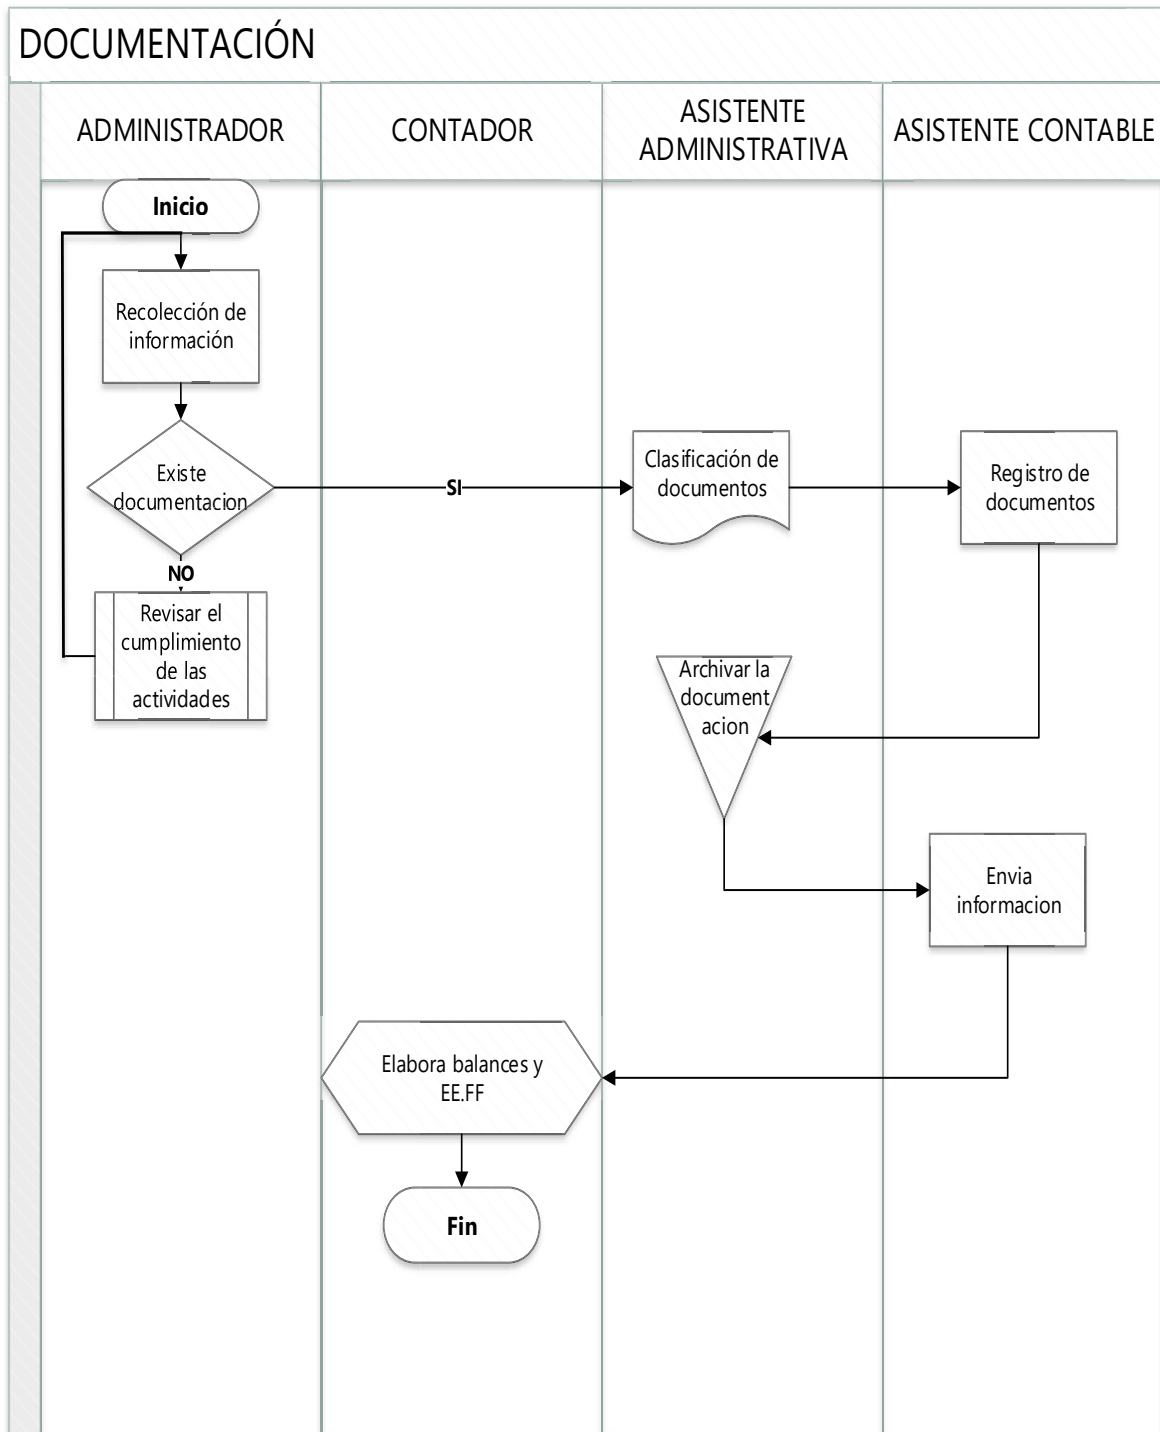 DOCUMENTACIÓN
ADMINISTRADOR
CONTADOR
ASISTENTE
ADMINISTRATIVA
ASISTENTE CONTABLE
Inicio
Recolección de
información
Existe
documentacion
SI
Clasificación de
documentos
Registro de
documentos
NO
Revisar el
cumplimiento
de las
actividades
Archivar la
document
acion
Envia
informacion
Elabora balances y
EE.FF
Fin